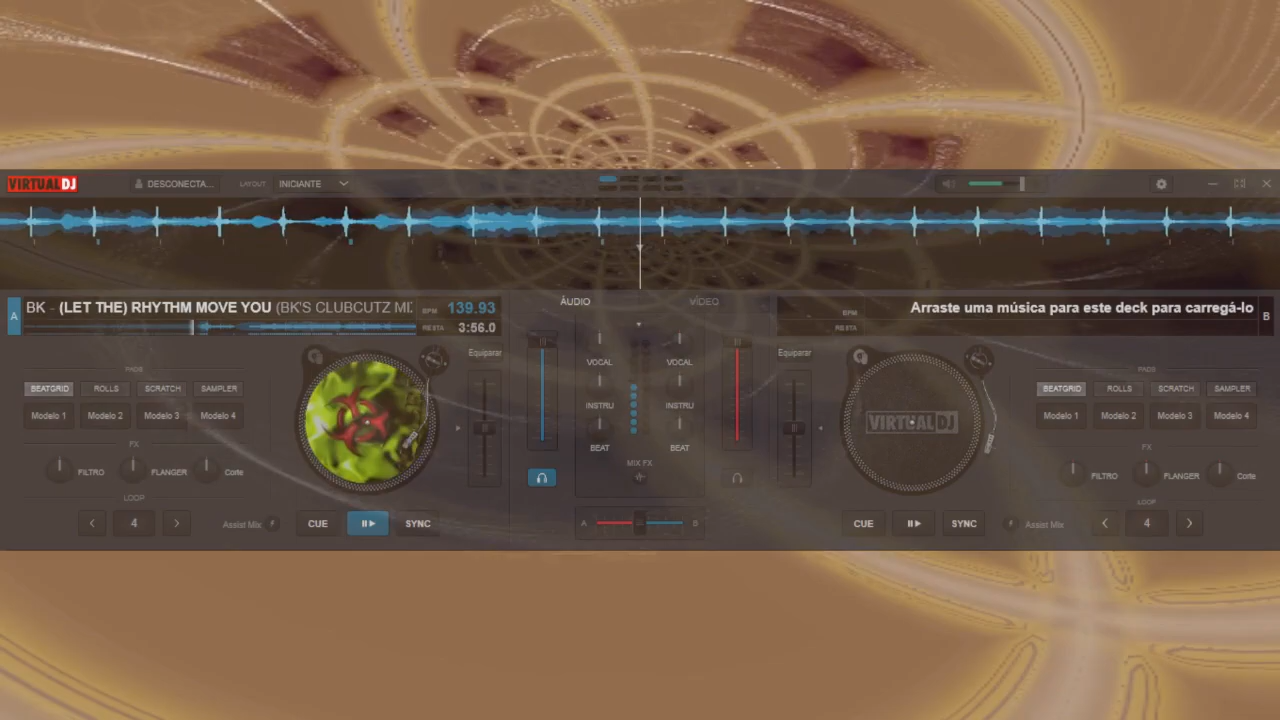 VIRTUAL DJ DESCONECTA... LAYOUT INICIANTE
A BK - (LET THE) RHYTHM MOVE YOU (BK'S CLUBCUTZ MI. BPM 139.93
RESTA 3:56.0
ÁUDIO VÍDEO
BPM Arraste uma música para este deck para carregá-lo B
RESTA
Equiparar Equiparar
VOCAL VOCAL
PADS PADS
BEATGRID ROLLS SCRATCH SAMPLER
BEATGRID ROLLS SCRATCH SAMPLER
INSTRU INSTRU
Modelo 1 Modelo 2 Modelo 3 Modelo 4
Modelo 1 Modelo 2 Modelo 3 Modelo 4
VIRTUAL DJ
FX BEAT BEAT FX
MIX FX
FILTRO FLANGER Corte
FILTRO FLANGER Corte
LOOP LOOP
< 4 > Assist Mix CUE SYNC
A B
CUE SYNC Assist Mix < 4 >